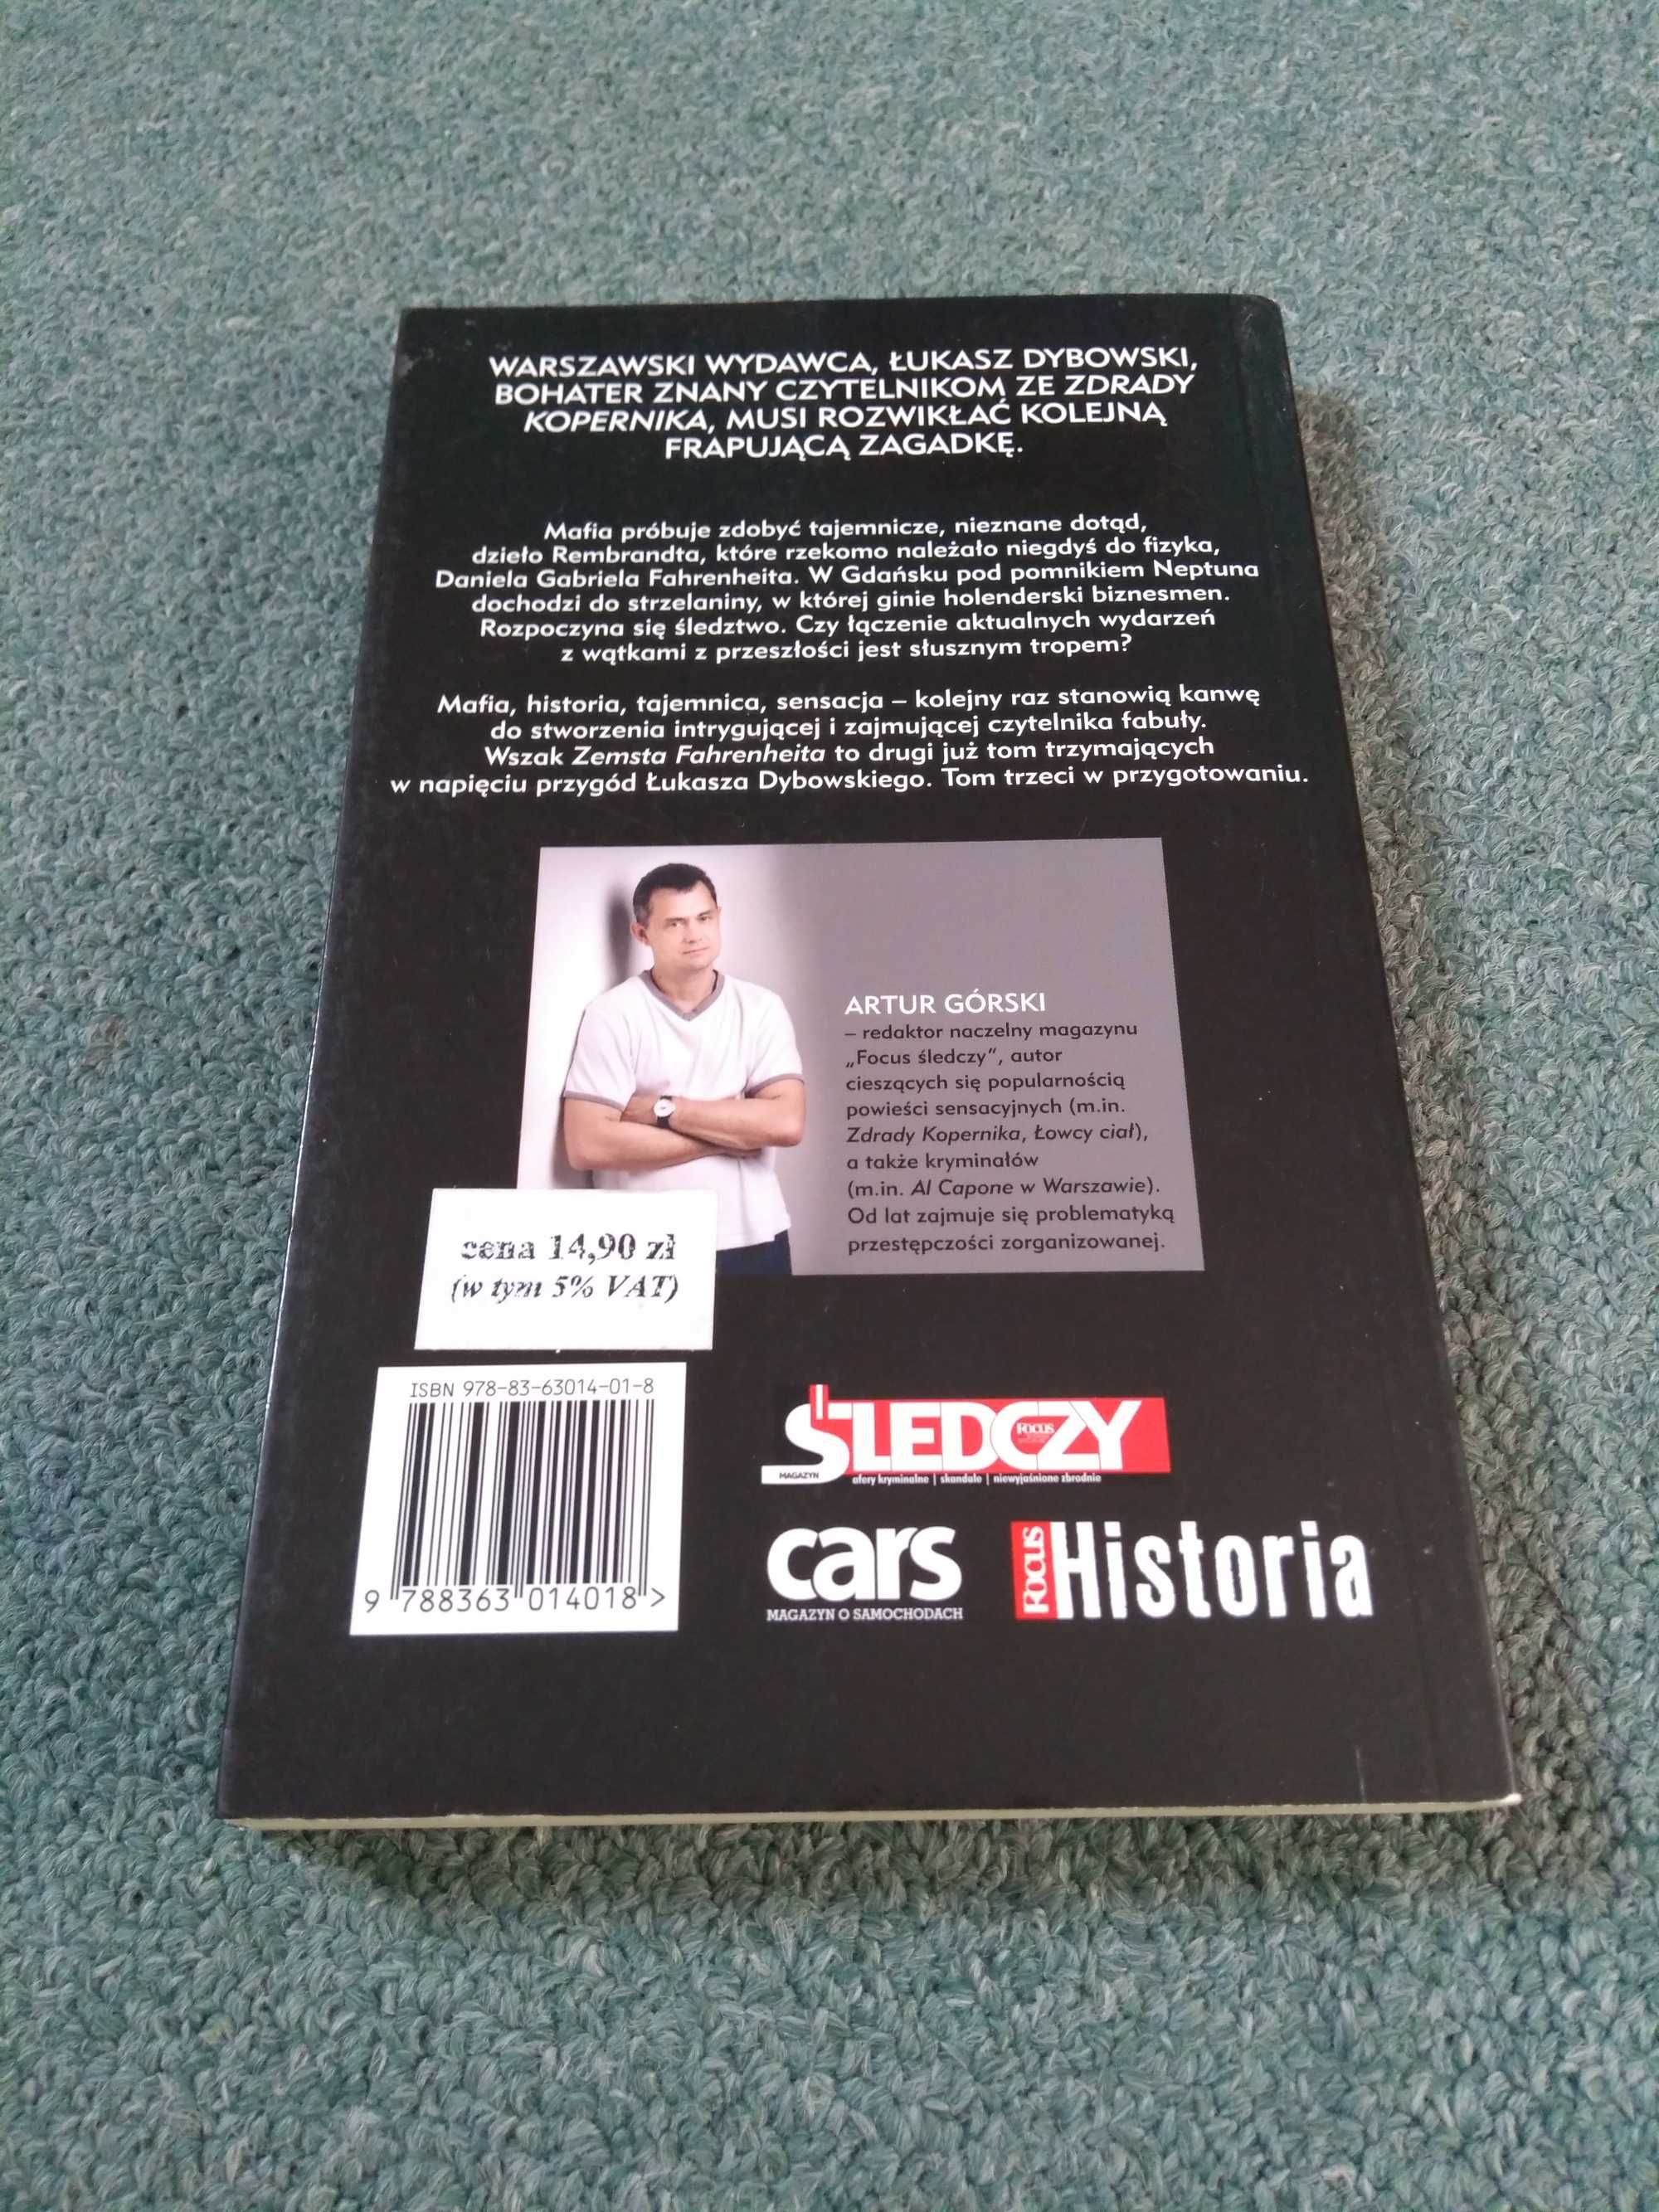 WARSZAWSKI WYDAWCA, ŁUKASZ DYBOWSKI,
BOHATER ZNANY CZYTELNIKOM ZE ZDRADY
KOPERNIKA, MUSI ROZWIKŁAĆ KOLEJNĄ
FRAPUJĄCĄ ZAGADKĘ.
Mafia próbuje zdobyć tajemnicze, nieznane dotąd,
dzieło Rembrandta, które rzekomo należało niegdyś do fizyka,
Daniela Gabriela Fahrenheita. W Gdańsku pod pomnikiem Neptuna
dochodzi do strzelaniny, w której ginie holenderski biznesmen.
Rozpoczyna się śledztwo. Czy łączenie aktualnych wydarzeń
z wątkami z przeszłości jest słusznym tropem?
Mafia, historia, tajemnica, sensacja – kolejny raz stanowią kanwę
do stworzenia intrygującej i zajmującej czytelnika fabuły.
Wszak Zemsta Fahrenheita to drugi już tom trzymających
w napięciu przygód Łukasza Dybowskiego. Tom trzeci w przygotowaniu.
ARTUR GÓRSKI
– redaktor naczelny magazynu
„Focus śledczy”, autor
cieszących się popularnością
powieści sensacyjnych (m.in.
Zdrady Kopernika, Łowcy ciał),
a także kryminałów
(m.in. Al Capone w Warszawie).
Od lat zajmuje się problematyką
przestępczości zorganizowanej.
cena 14,90 zł
(w tym 5% VAT)
ISBN 978-83-63014-01-8
9 788363 014018 >
ŚLEDCZY
FOCUS
MAGAZYN
afery kryminalne | skandale | niewyjaśnione zbrodnie
cars
MAGAZYN O SAMOCHODACH
FOCUS Historia